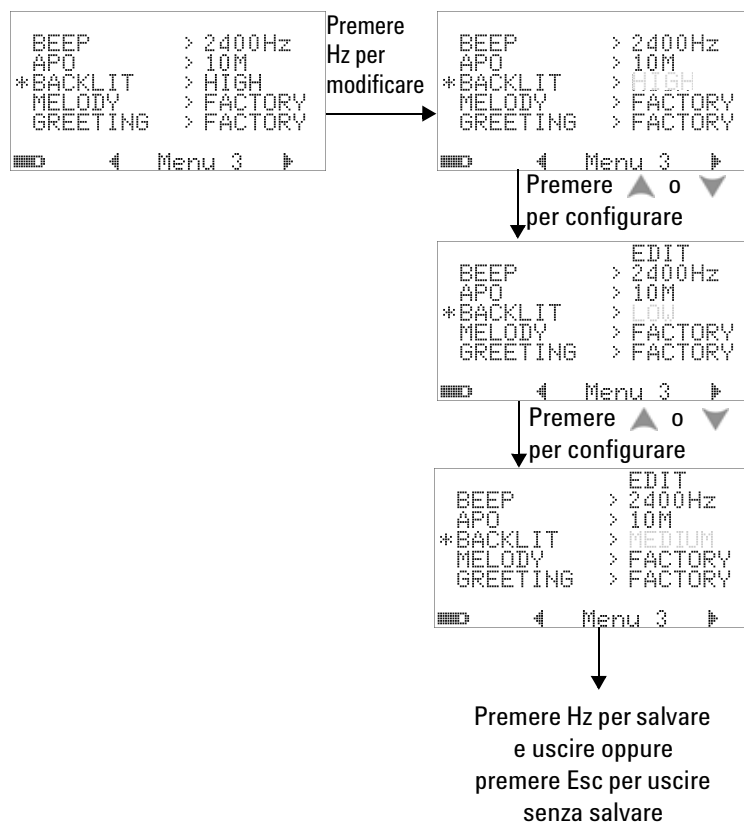 BEEP > 2400Hz
APO > 10M
*BACKLIT > HIGH
MELODY > FACTORY
GREETING > FACTORY
Menu 3
Premere
Hz per
modificare
BEEP > 2400Hz
APO > 10M
*BACKLIT > HIGH
MELODY > FACTORY
GREETING > FACTORY
Menu 3
Premere o
per configurare
EDIT
BEEP > 2400Hz
APO > 10M
*BACKLIT > LOW
MELODY > FACTORY
GREETING > FACTORY
Menu 3
Premere o
per configurare
EDIT
BEEP > 2400Hz
APO > 10M
*BACKLIT > MEDIUM
MELODY > FACTORY
GREETING > FACTORY
Menu 3
Premere Hz per salvare
e uscire oppure
premere Esc per uscire
senza salvare